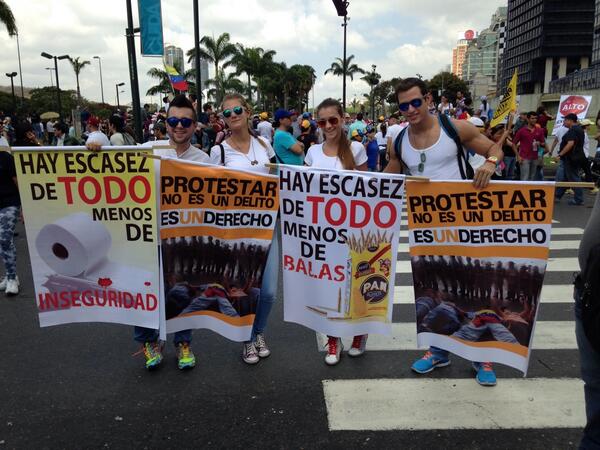 HAY ESCASEZ
DE TODO
MENOS
DE
INSEGURIDAD
PROTESTAR
NO ES UN DELITO
ES UN DERECHO
HAY ESCASEZ
DE TODO
MENOS
DE
BALAS
PAN
PROTESTAR
NO ES UN DELITO
ES UN DERECHO
ALTO